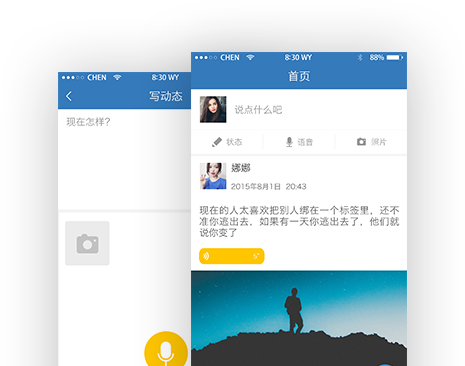 CHEN 8:30 WY
写动态
现在怎样?
CHEN 8:30 WY 88%
首页
说点什么吧
状态 语音 照片
娜娜
2015年8月1日 20:43
现在的人太喜欢把别人绑在一个标签里，还不
准你逃出去，如果有一天你逃出去了，他们就
说你变了
5"